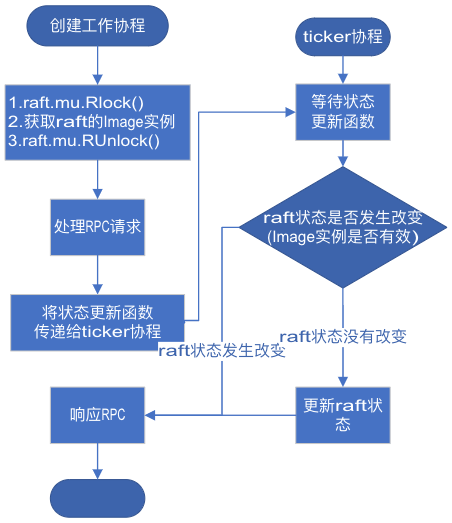 创建工作协程
1.raft.mu.Rlock()
2.获取raft的Image实例
3.raft.mu.RUnlock()
处理RPC请求
将状态更新函数
传递给ticker协程
响应RPC
ticker协程
等待状态
更新函数
raft状态是否发生改变
(Image实例是否有效)
raft状态发生改变
raft状态没有改变
更新raft状
态